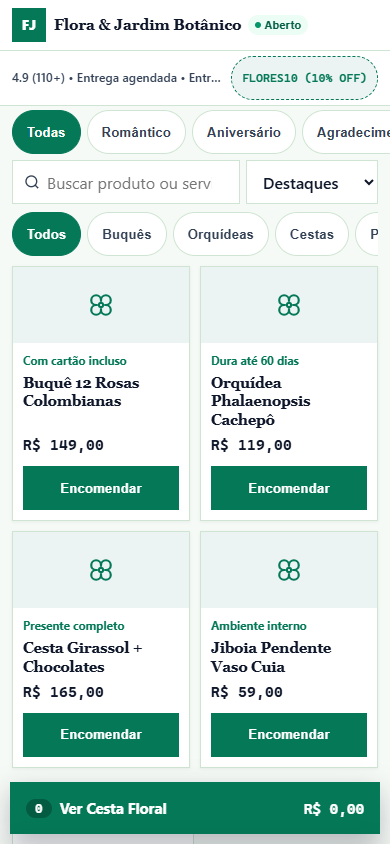 FJ Flora & Jardim Botânico Aberto
4.9 (110+) • Entrega agendada • Entr... FLORES10 (10% OFF)
Todas Romântico Aniversário Agradecime
Buscar produto ou serv Destaques
Todos Buquês Orquídeas Cestas P
Com cartão incluso
Buquê 12 Rosas
Colombianas
R$ 149,00
Encomendar
Dura até 60 dias
Orquídea
Phalaenopsis
Cachepô
R$ 119,00
Encomendar
Presente completo
Cesta Girassol +
Chocolates
R$ 165,00
Encomendar
Ambiente interno
Jiboia Pendente
Vaso Cuia
R$ 59,00
Encomendar
0 Ver Cesta Floral R$ 0,00